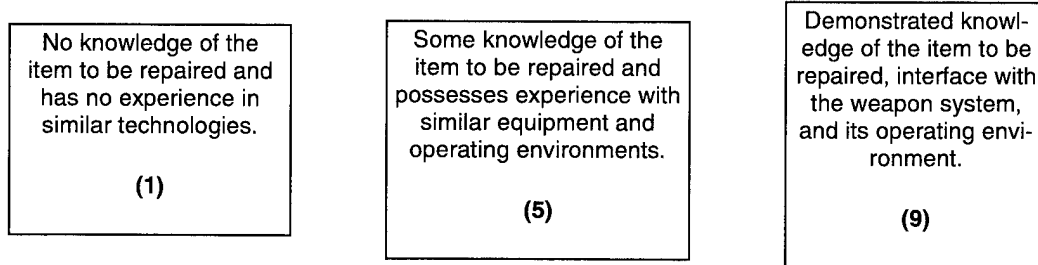 No knowledge of the
item to be repaired and
has no experience in
similar technologies.
(1)
Some knowledge of the
item to be repaired and
possesses experience with
similar equipment and
operating environments.
(5)
Demonstrated knowl-
edge of the item to be
repaired, interface with
the weapon system,
and its operating envi-
ronment.
(9)